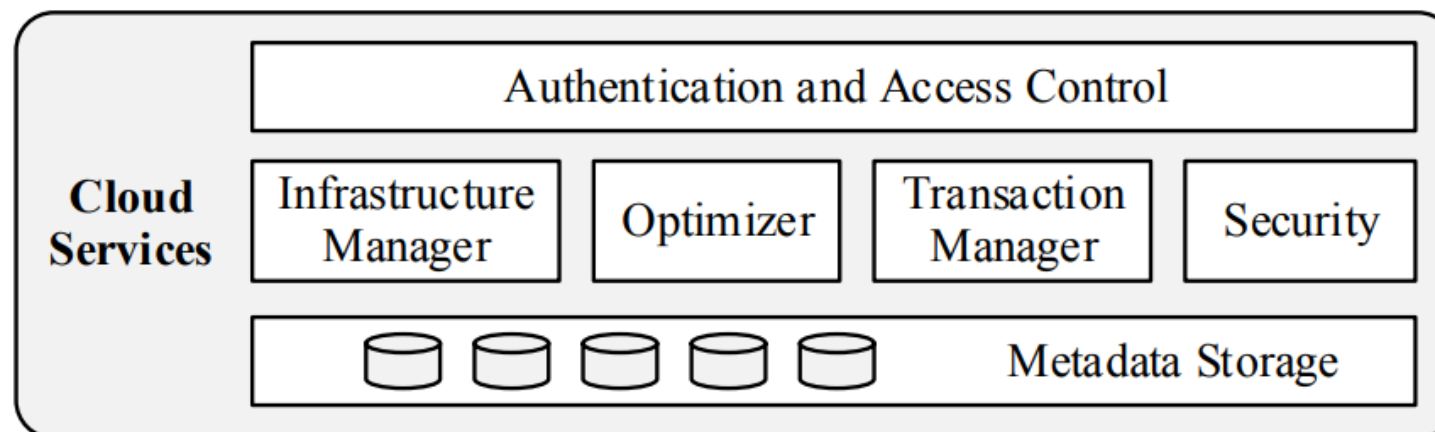 Authentication and Access Control
Cloud
Services
Infrastructure
Manager
Optimizer
Transaction
Manager
Security
Metadata Storage